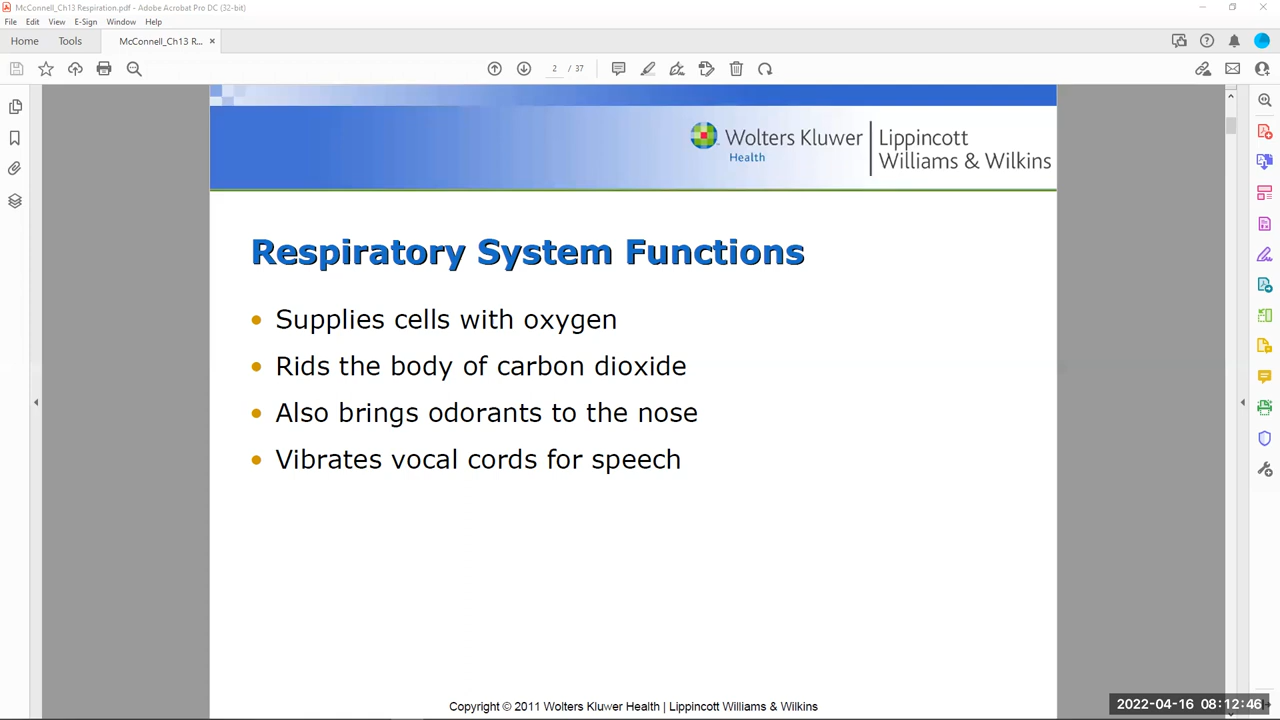 McConnell_Ch13 Respiration.pdf - Adobe Acrobat Pro DC (32-bit)
File Edit View E-Sign Window Help
Home Tools McConnell_Ch13 R... ×
2 / 37
Wolters Kluwer
Health
Lippincott
Williams & Wilkins
Respiratory System Functions
• Supplies cells with oxygen
• Rids the body of carbon dioxide
• Also brings odorants to the nose
• Vibrates vocal cords for speech
Copyright © 2011 Wolters Kluwer Health | Lippincott Williams & Wilkins
2022-04-16 08:12:46